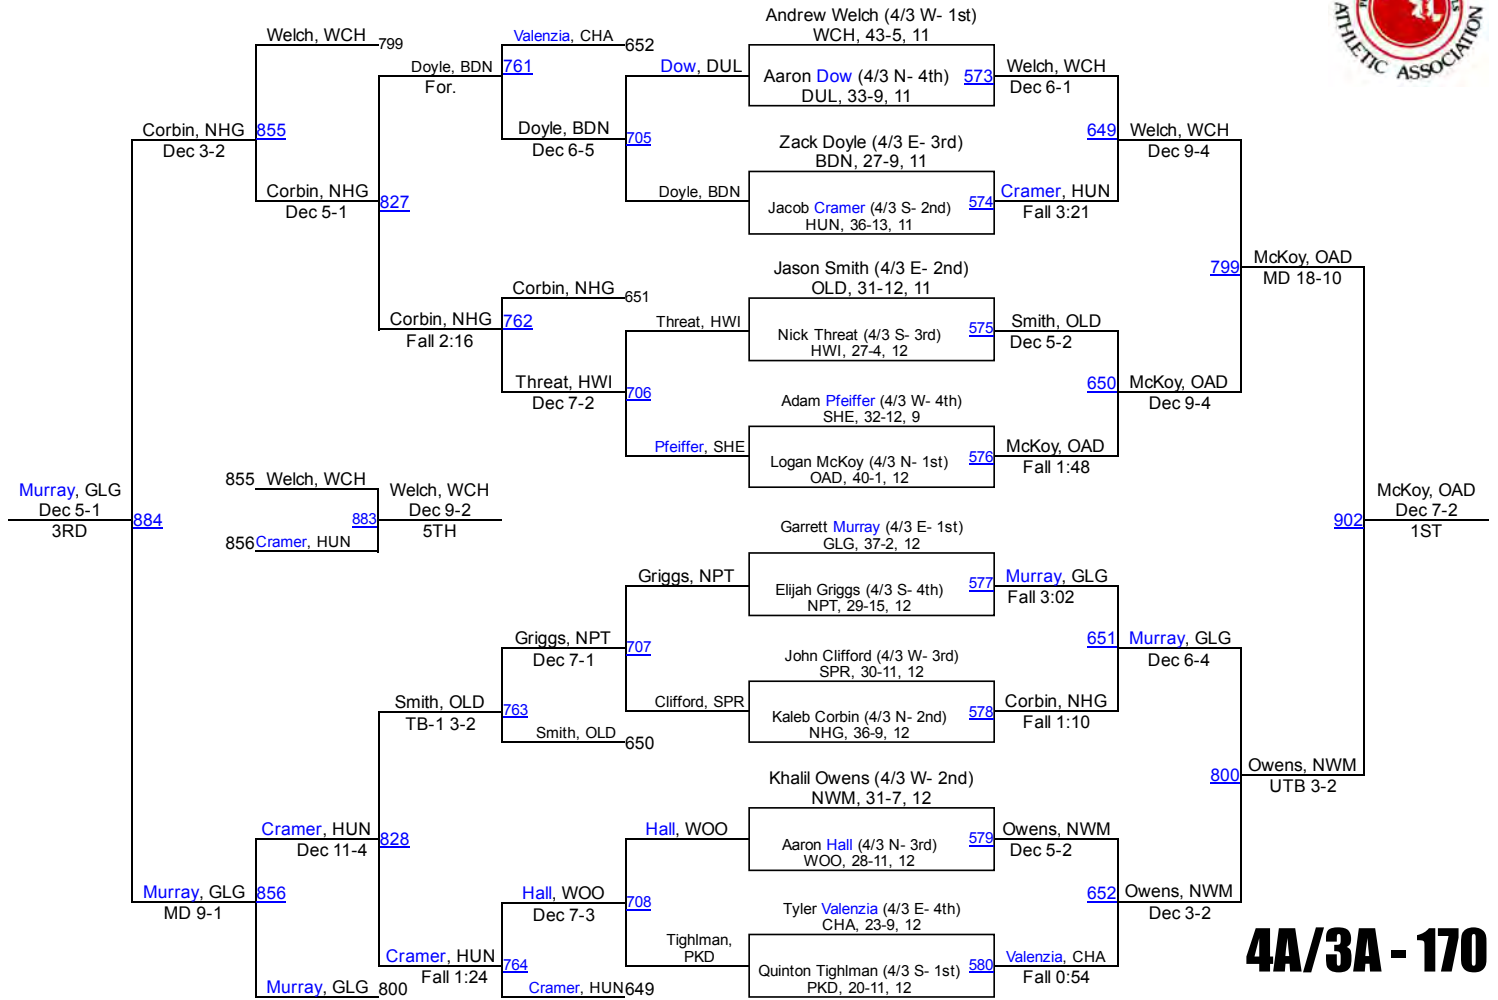 Welch, WCH
799
Valenzia, CHA
652
Andrew Welch (4/3 W- 1st)
WCH, 43-5, 11
ATHLETIC ASSOCIATION
Doyle, BDN
761
For.
Dow, DUL
Aaron Dow (4/3 N- 4th)
573
DUL, 33-9, 11
Welch, WCH
Dec 6-1
Corbin, NHG
855
Dec 3-2
Doyle, BDN
705
Dec 6-5
Zack Doyle (4/3 E- 3rd)
BDN, 27-9, 11
649
Welch, WCH
Dec 9-4
Corbin, NHG
827
Dec 5-1
Doyle, BDN
Jacob Cramer (4/3 S- 2nd)
574
HUN, 36-13, 11
Cramer, HUN
Fall 3:21
Corbin, NHG
651
Jason Smith (4/3 E- 2nd)
OLD, 31-12, 11
799
McKoy, OAD
MD 18-10
Corbin, NHG
762
Fall 2:16
Threat, HWI
Nick Threat (4/3 S- 3rd)
575
HWI, 27-4, 12
Smith, OLD
Dec 5-2
Threat, HWI
706
Dec 7-2
Adam Pfeiffer (4/3 W- 4th)
SHE, 32-12, 9
650
McKoy, OAD
Dec 9-4
Pfeiffer, SHE
Logan McKoy (4/3 N- 1st)
576
OAD, 40-1, 12
McKoy, OAD
Fall 1:48
855
Welch, WCH
Murray, GLG
Dec 5-1
884
3RD
883
Welch, WCH
Dec 9-2
5TH
856
Cramer, HUN
Garrett Murray (4/3 E- 1st)
GLG, 37-2, 12
902
McKoy, OAD
Dec 7-2
1ST
Griggs, NPT
Elijah Griggs (4/3 S- 4th)
577
NPT, 29-15, 12
Murray, GLG
Fall 3:02
Griggs, NPT
707
Dec 7-1
John Clifford (4/3 W- 3rd)
SPR, 30-11, 12
651
Murray, GLG
Dec 6-4
Smith, OLD
763
TB-1 3-2
Clifford, SPR
Kaleb Corbin (4/3 N- 2nd)
578
NHG, 36-9, 12
Corbin, NHG
Fall 1:10
Smith, OLD
650
Khalil Owens (4/3 W- 2nd)
NWM, 31-7, 12
800
Owens, NWM
UTB 3-2
Cramer, HUN
828
Dec 11-4
Hall, WOO
Aaron Hall (4/3 N- 3rd)
579
WOO, 28-11, 12
Owens, NWM
Dec 5-2
Murray, GLG
856
MD 9-1
Hall, WOO
708
Dec 7-3
Tyler Valenzia (4/3 E- 4th)
CHA, 23-9, 12
652
Owens, NWM
Dec 3-2
Cramer, HUN
764
Fall 1:24
Tighlman,
PKD
Quinton Tighlman (4/3 S- 1st)
580
PKD, 20-11, 12
Valenzia, CHA
Fall 0:54
Murray, GLG
800
Cramer, HUN
649
4A/3A - 170